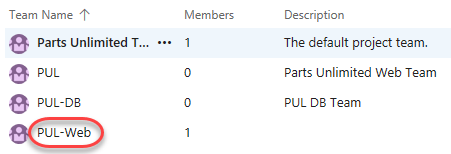 Team Name ↑ Members Description
Parts Unlimited T... ••• 1 The default project team.
PUL 0 Parts Unlimited Web Team
PUL-DB 0 PUL DB Team
PUL-Web 1